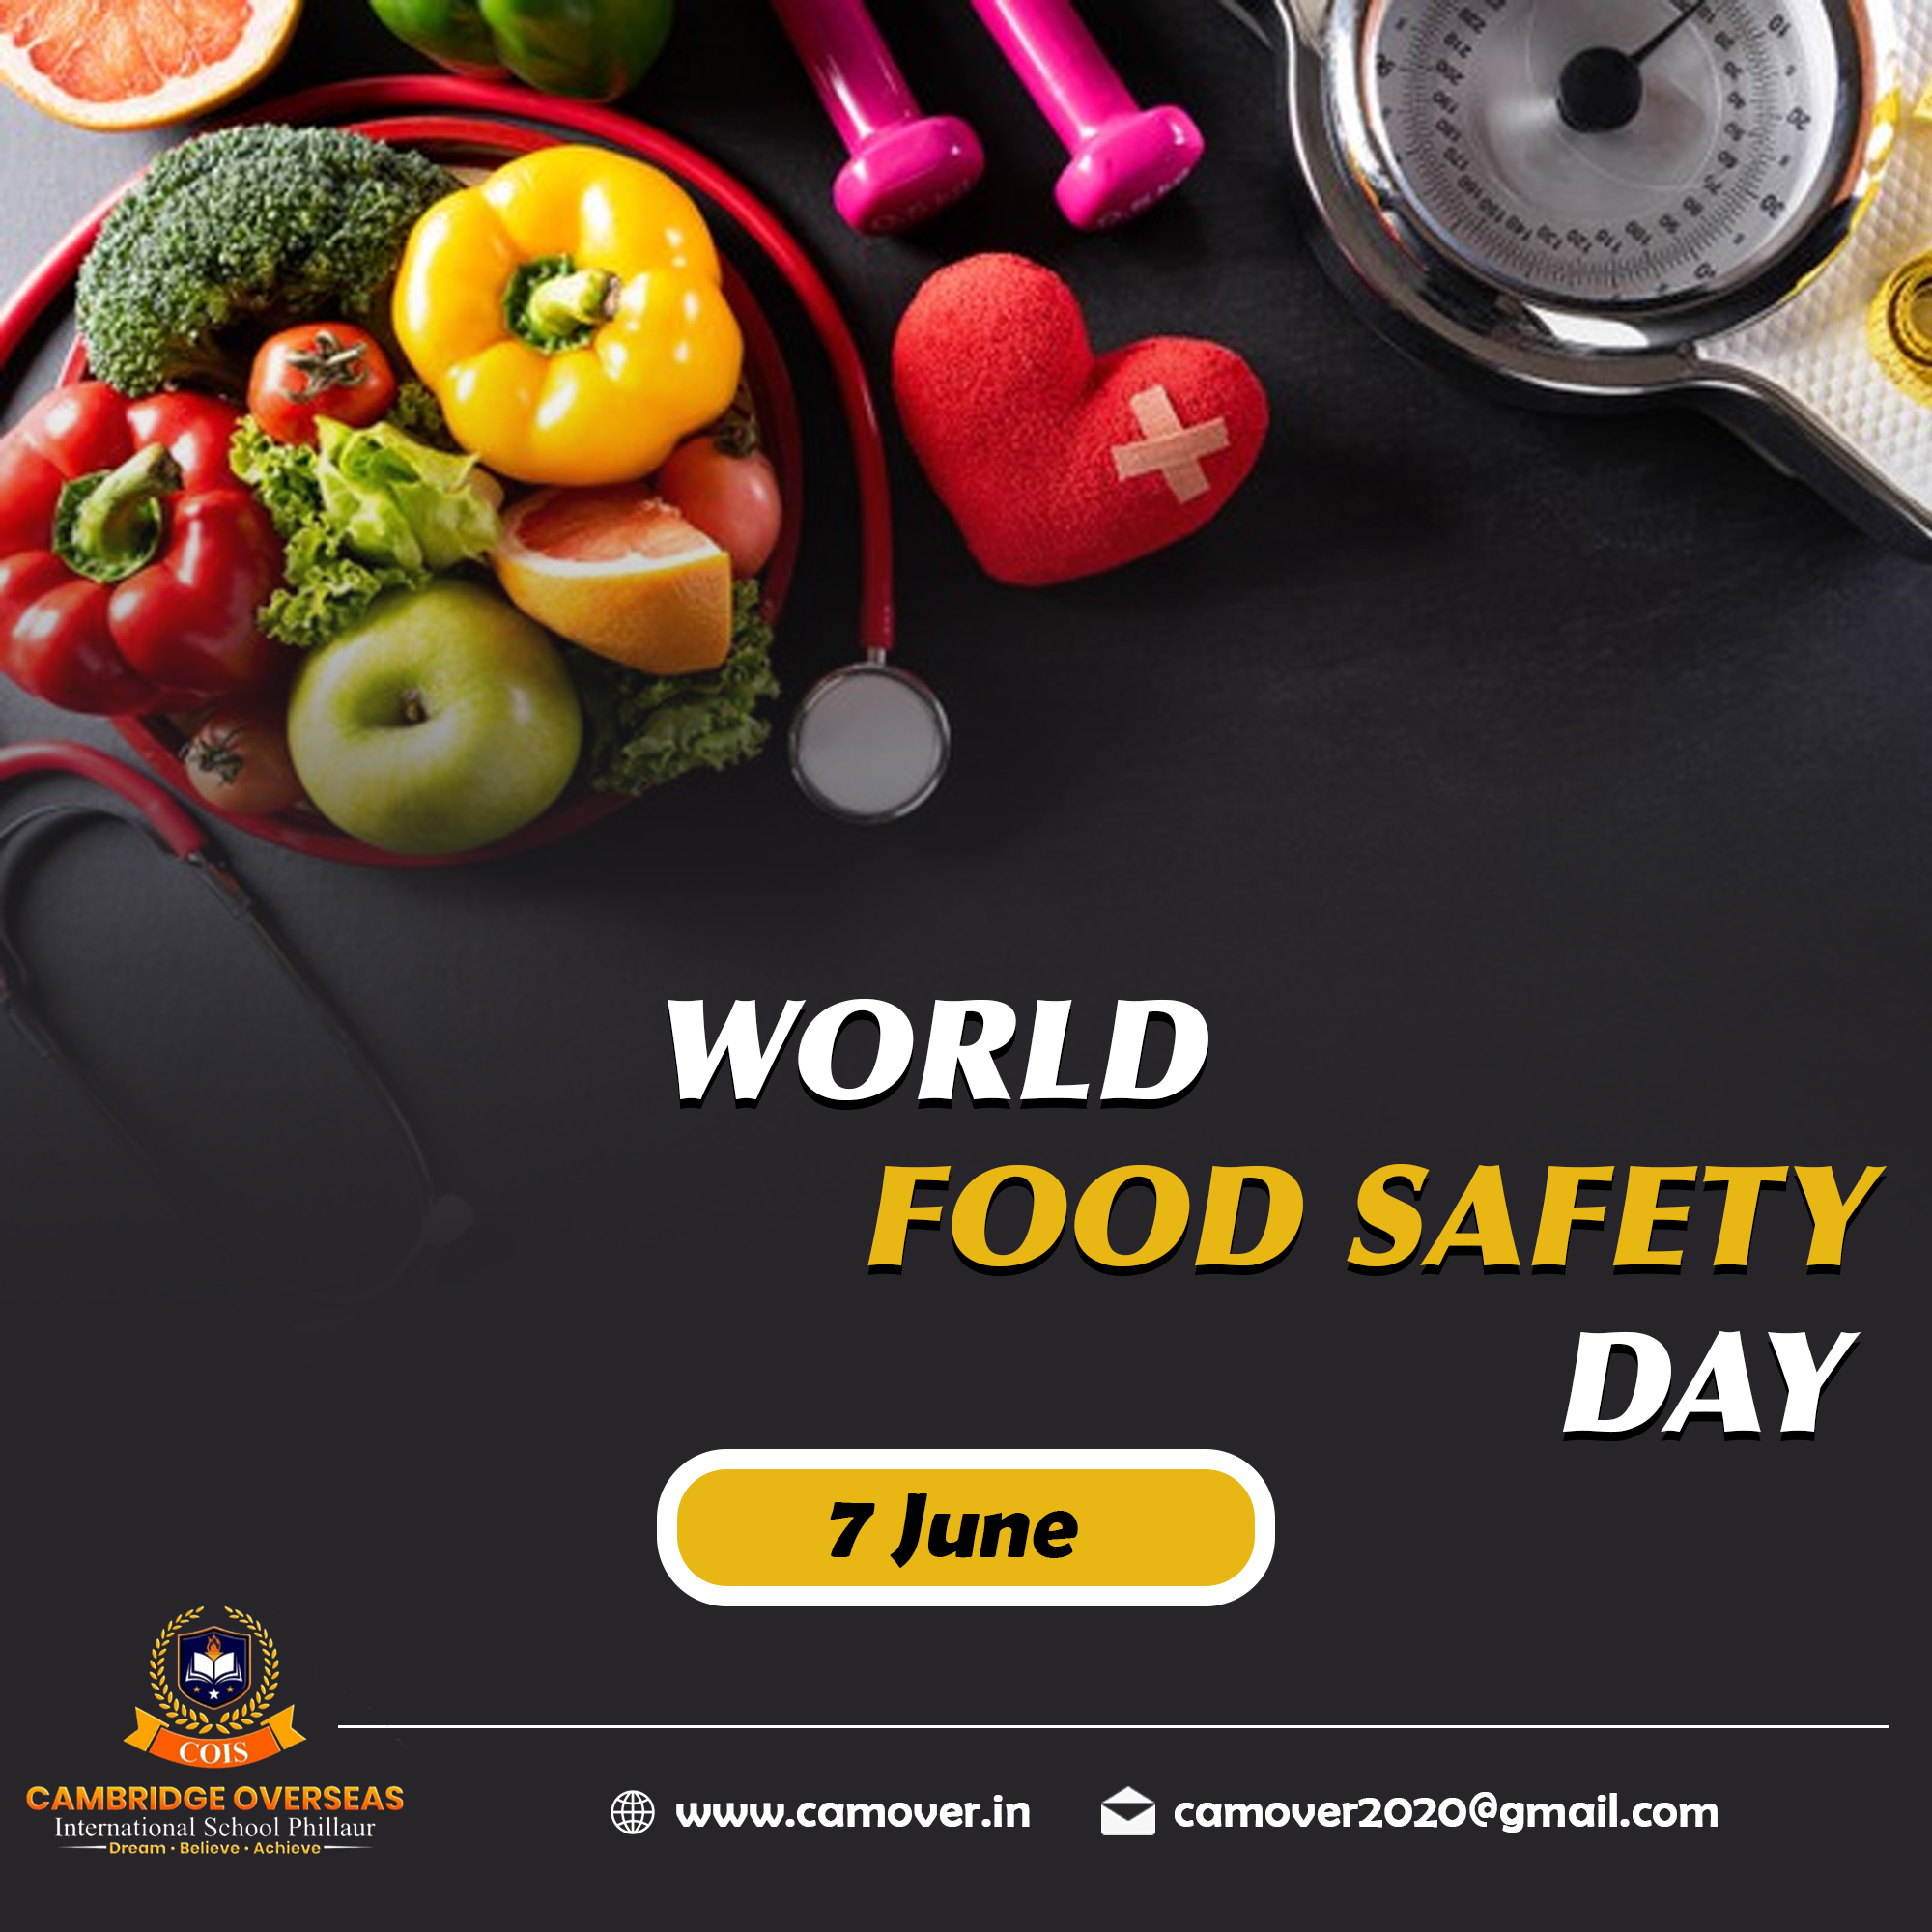 WORLD
FOOD SAFETY
DAY
7 June
COIS
CAMBRIDGE OVERSEAS
International School Phillaur
Dream • Believe • Achieve
www.camover.in
camover2020@gmail.com